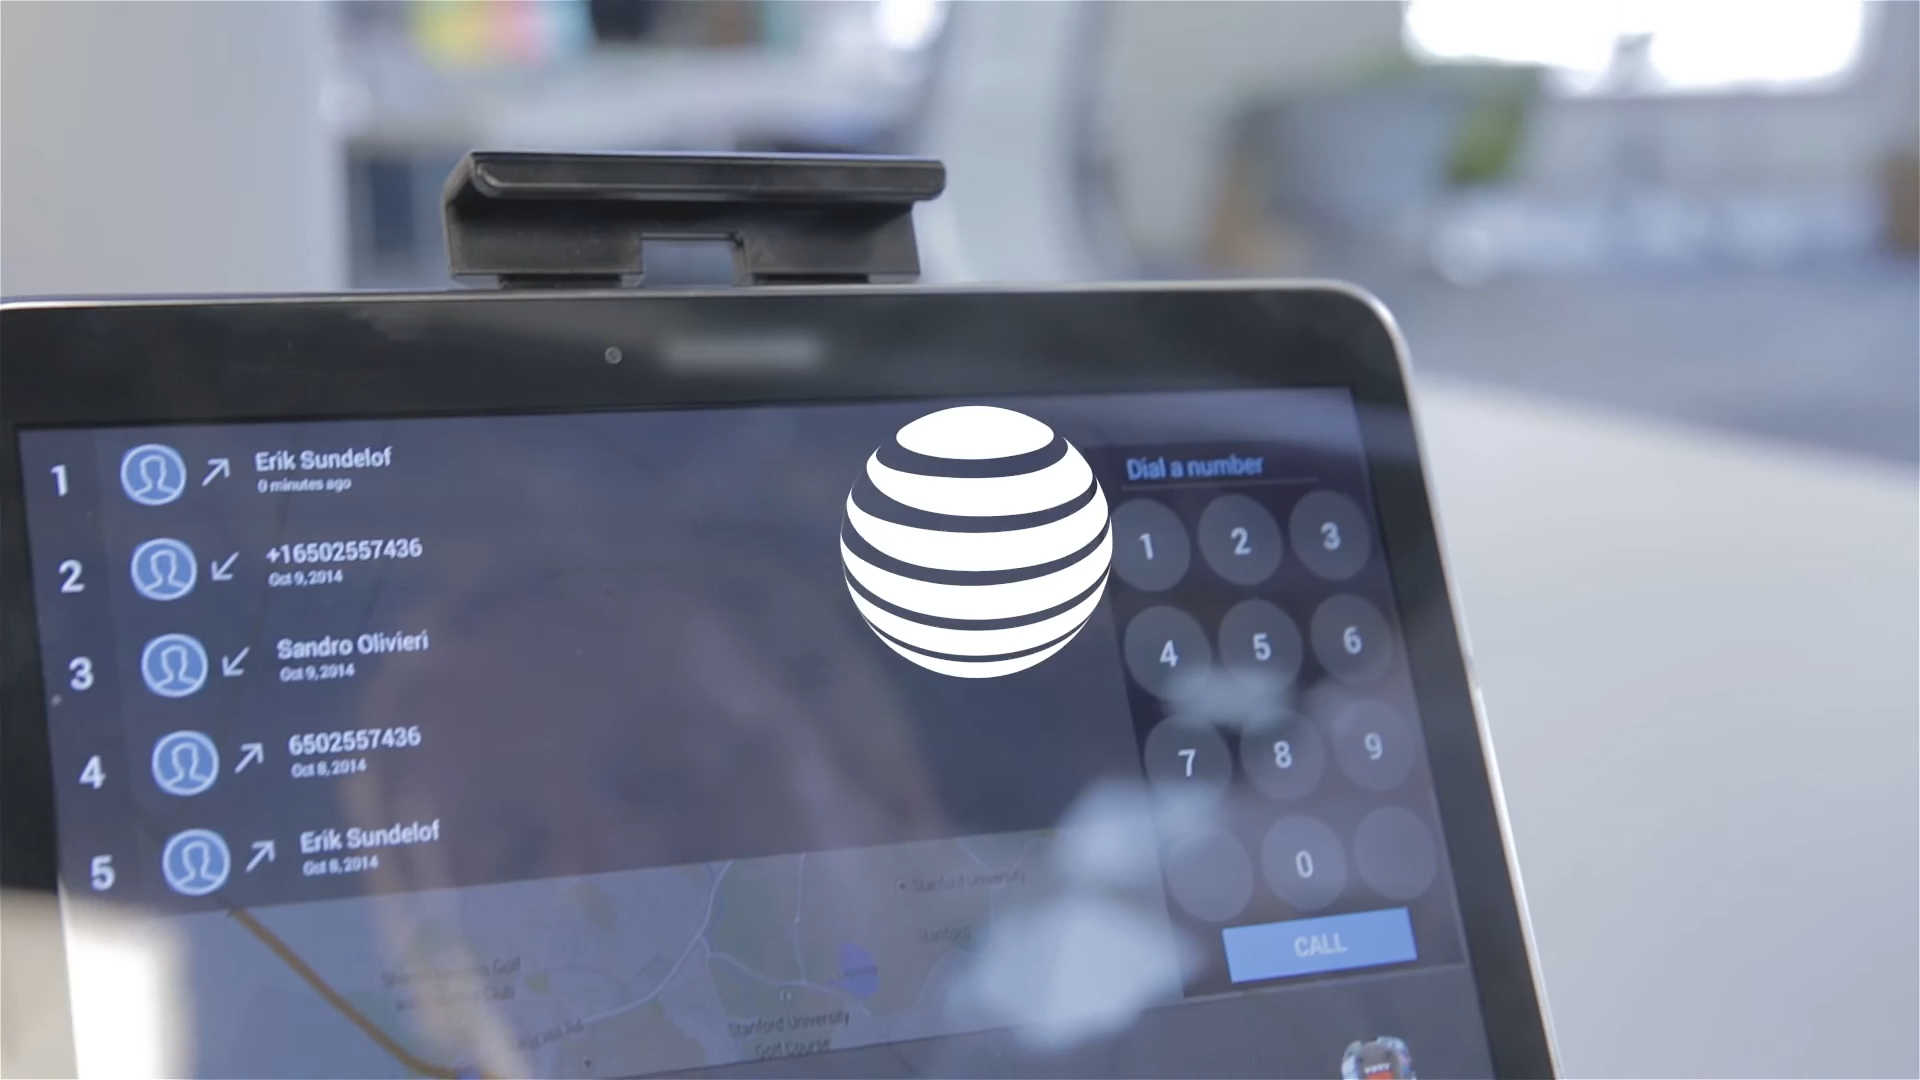 1
Erik Sundelof
0 minutes ago
2
+16502557436
Oct 9, 2014
3
Sandro Olivieri
Oct 9, 2014
4
6502557436
Oct 8, 2014
5
Erik Sundelof
Oct 8, 2014
Dial a number
1 2 3
4 5 6
7 8 9
0
CALL
Stanford University
Stanford
Golf
Club
Stanford University
Golf Course